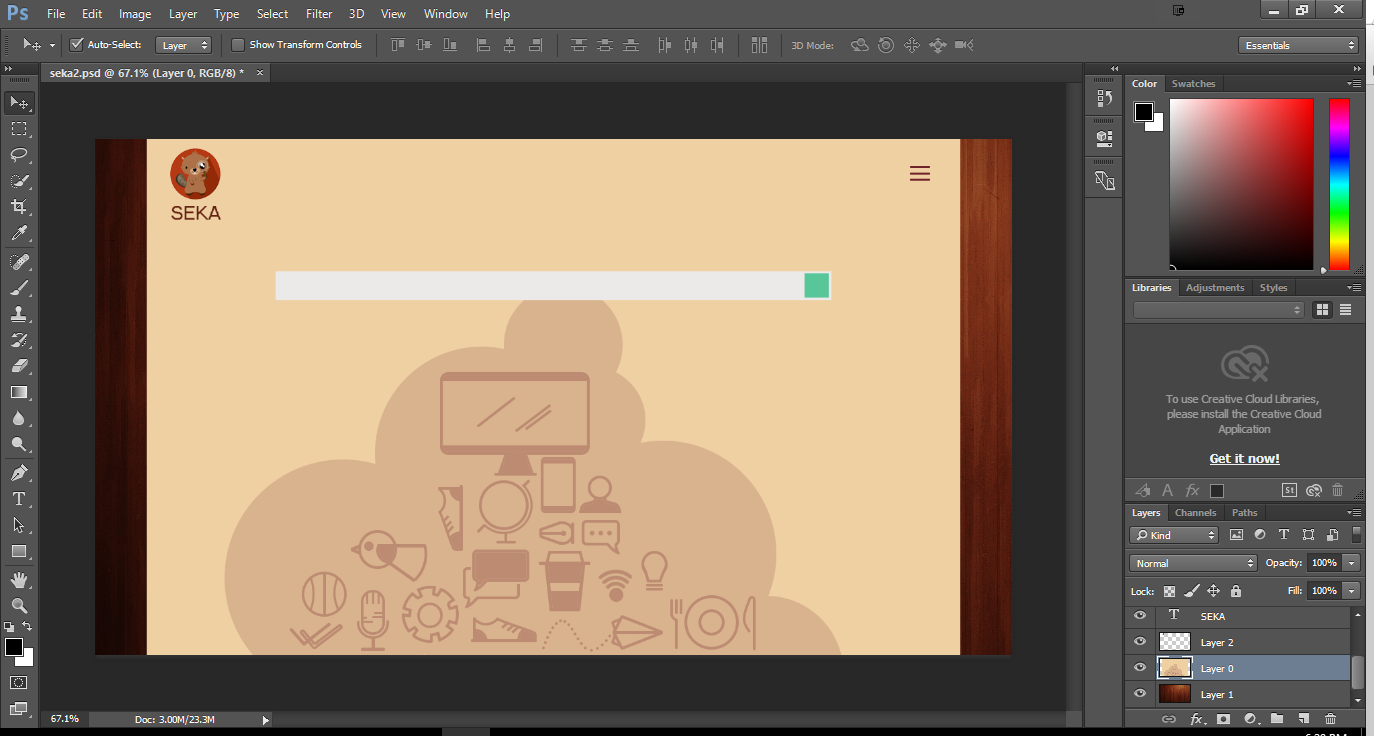 Ps File Edit Image Layer Type Select Filter 3D View Window Help
Auto-Select: Layer Show Transform Controls 3D Mode: Essentials
seka2.psd @ 67.1% (Layer 0, RGB/8) * ×
Color Swatches
SEKA
Libraries Adjustments Styles
To use Creative Cloud Libraries,
please install the Creative Cloud
Application
Get it now!
St
Layers Channels Paths
Kind
Normal Opacity: 100%
Lock: Fill: 100%
SEKA
Layer 2
Layer 0
Layer 1
67.1% Doc: 3.00M/23.3M